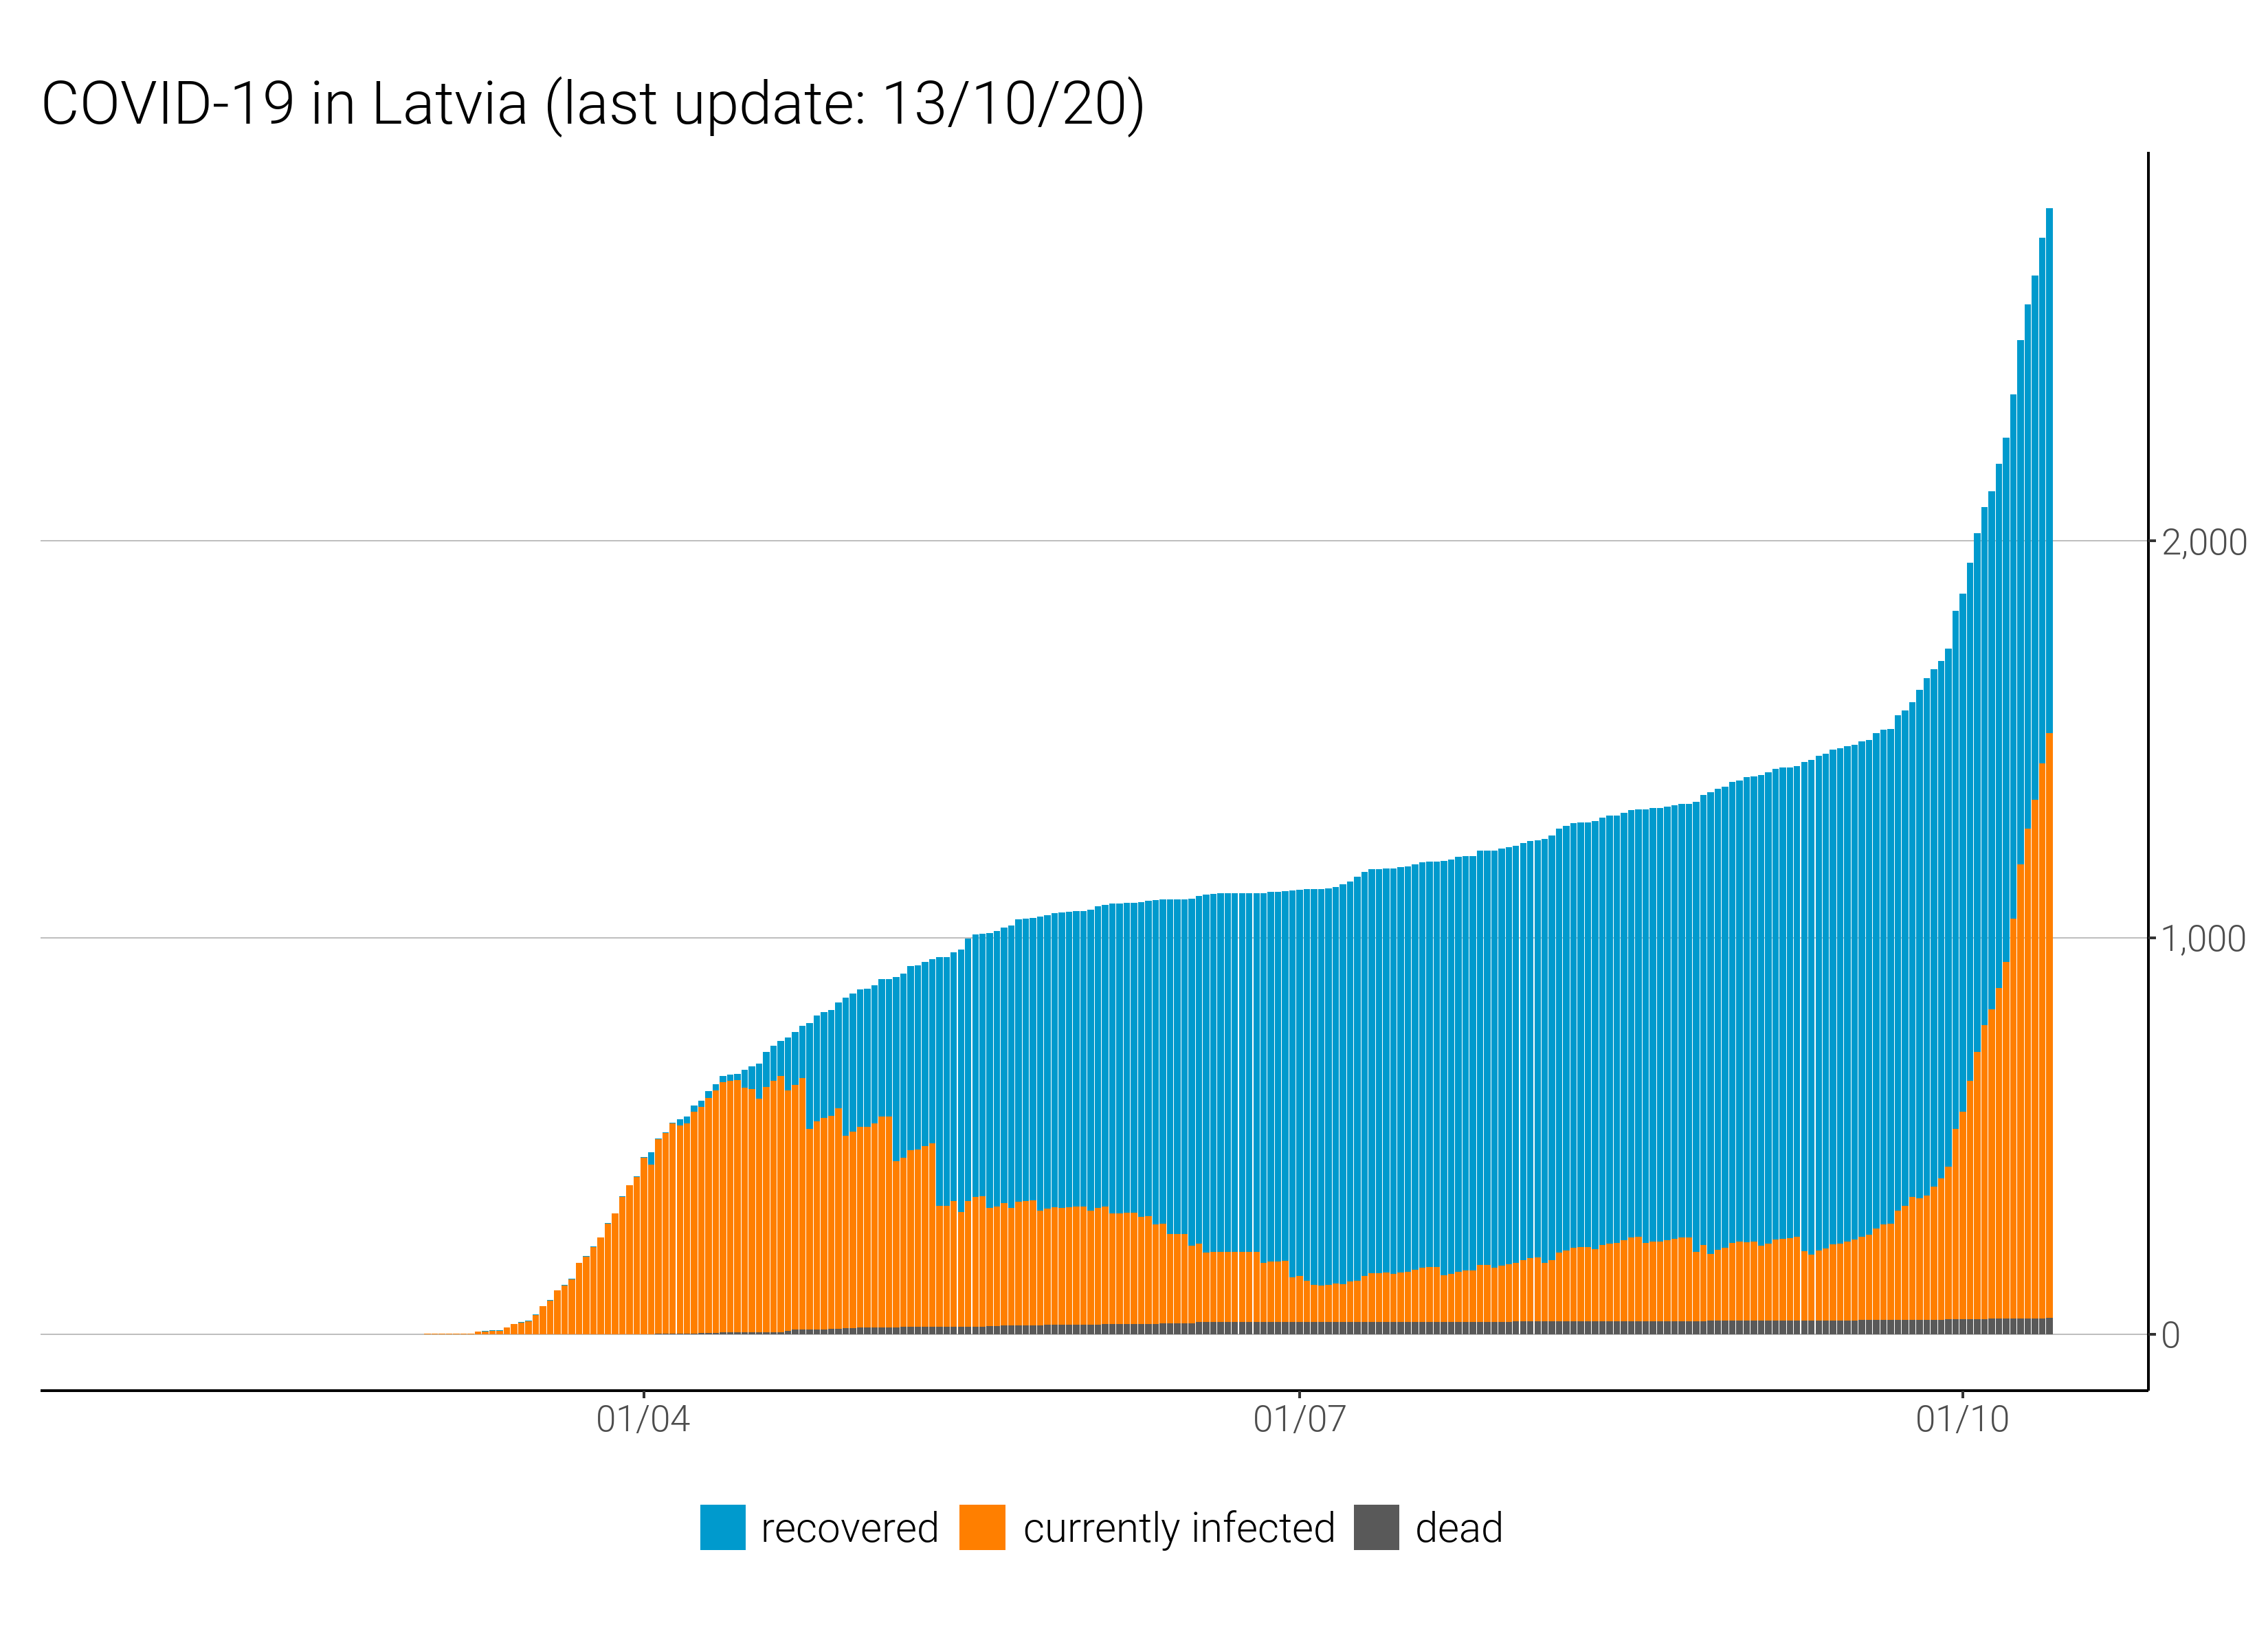 COVID-19 in Latvia (last update: 13/10/20)
2,000
1,000
0
01/04 01/07 01/10
recovered currently infected dead